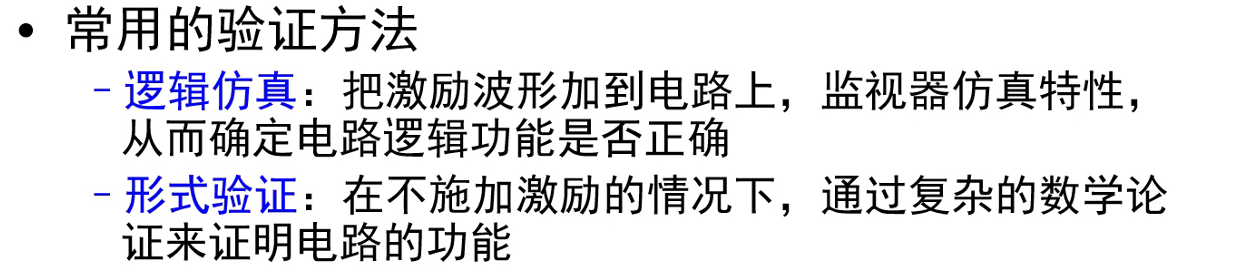 • 常用的验证方法
– 逻辑仿真：把激励波形加到电路上，监视器仿真特性，
从而确定电路逻辑功能是否正确
– 形式验证：在不施加激励的情况下，通过复杂的数学论
证来证明电路的功能